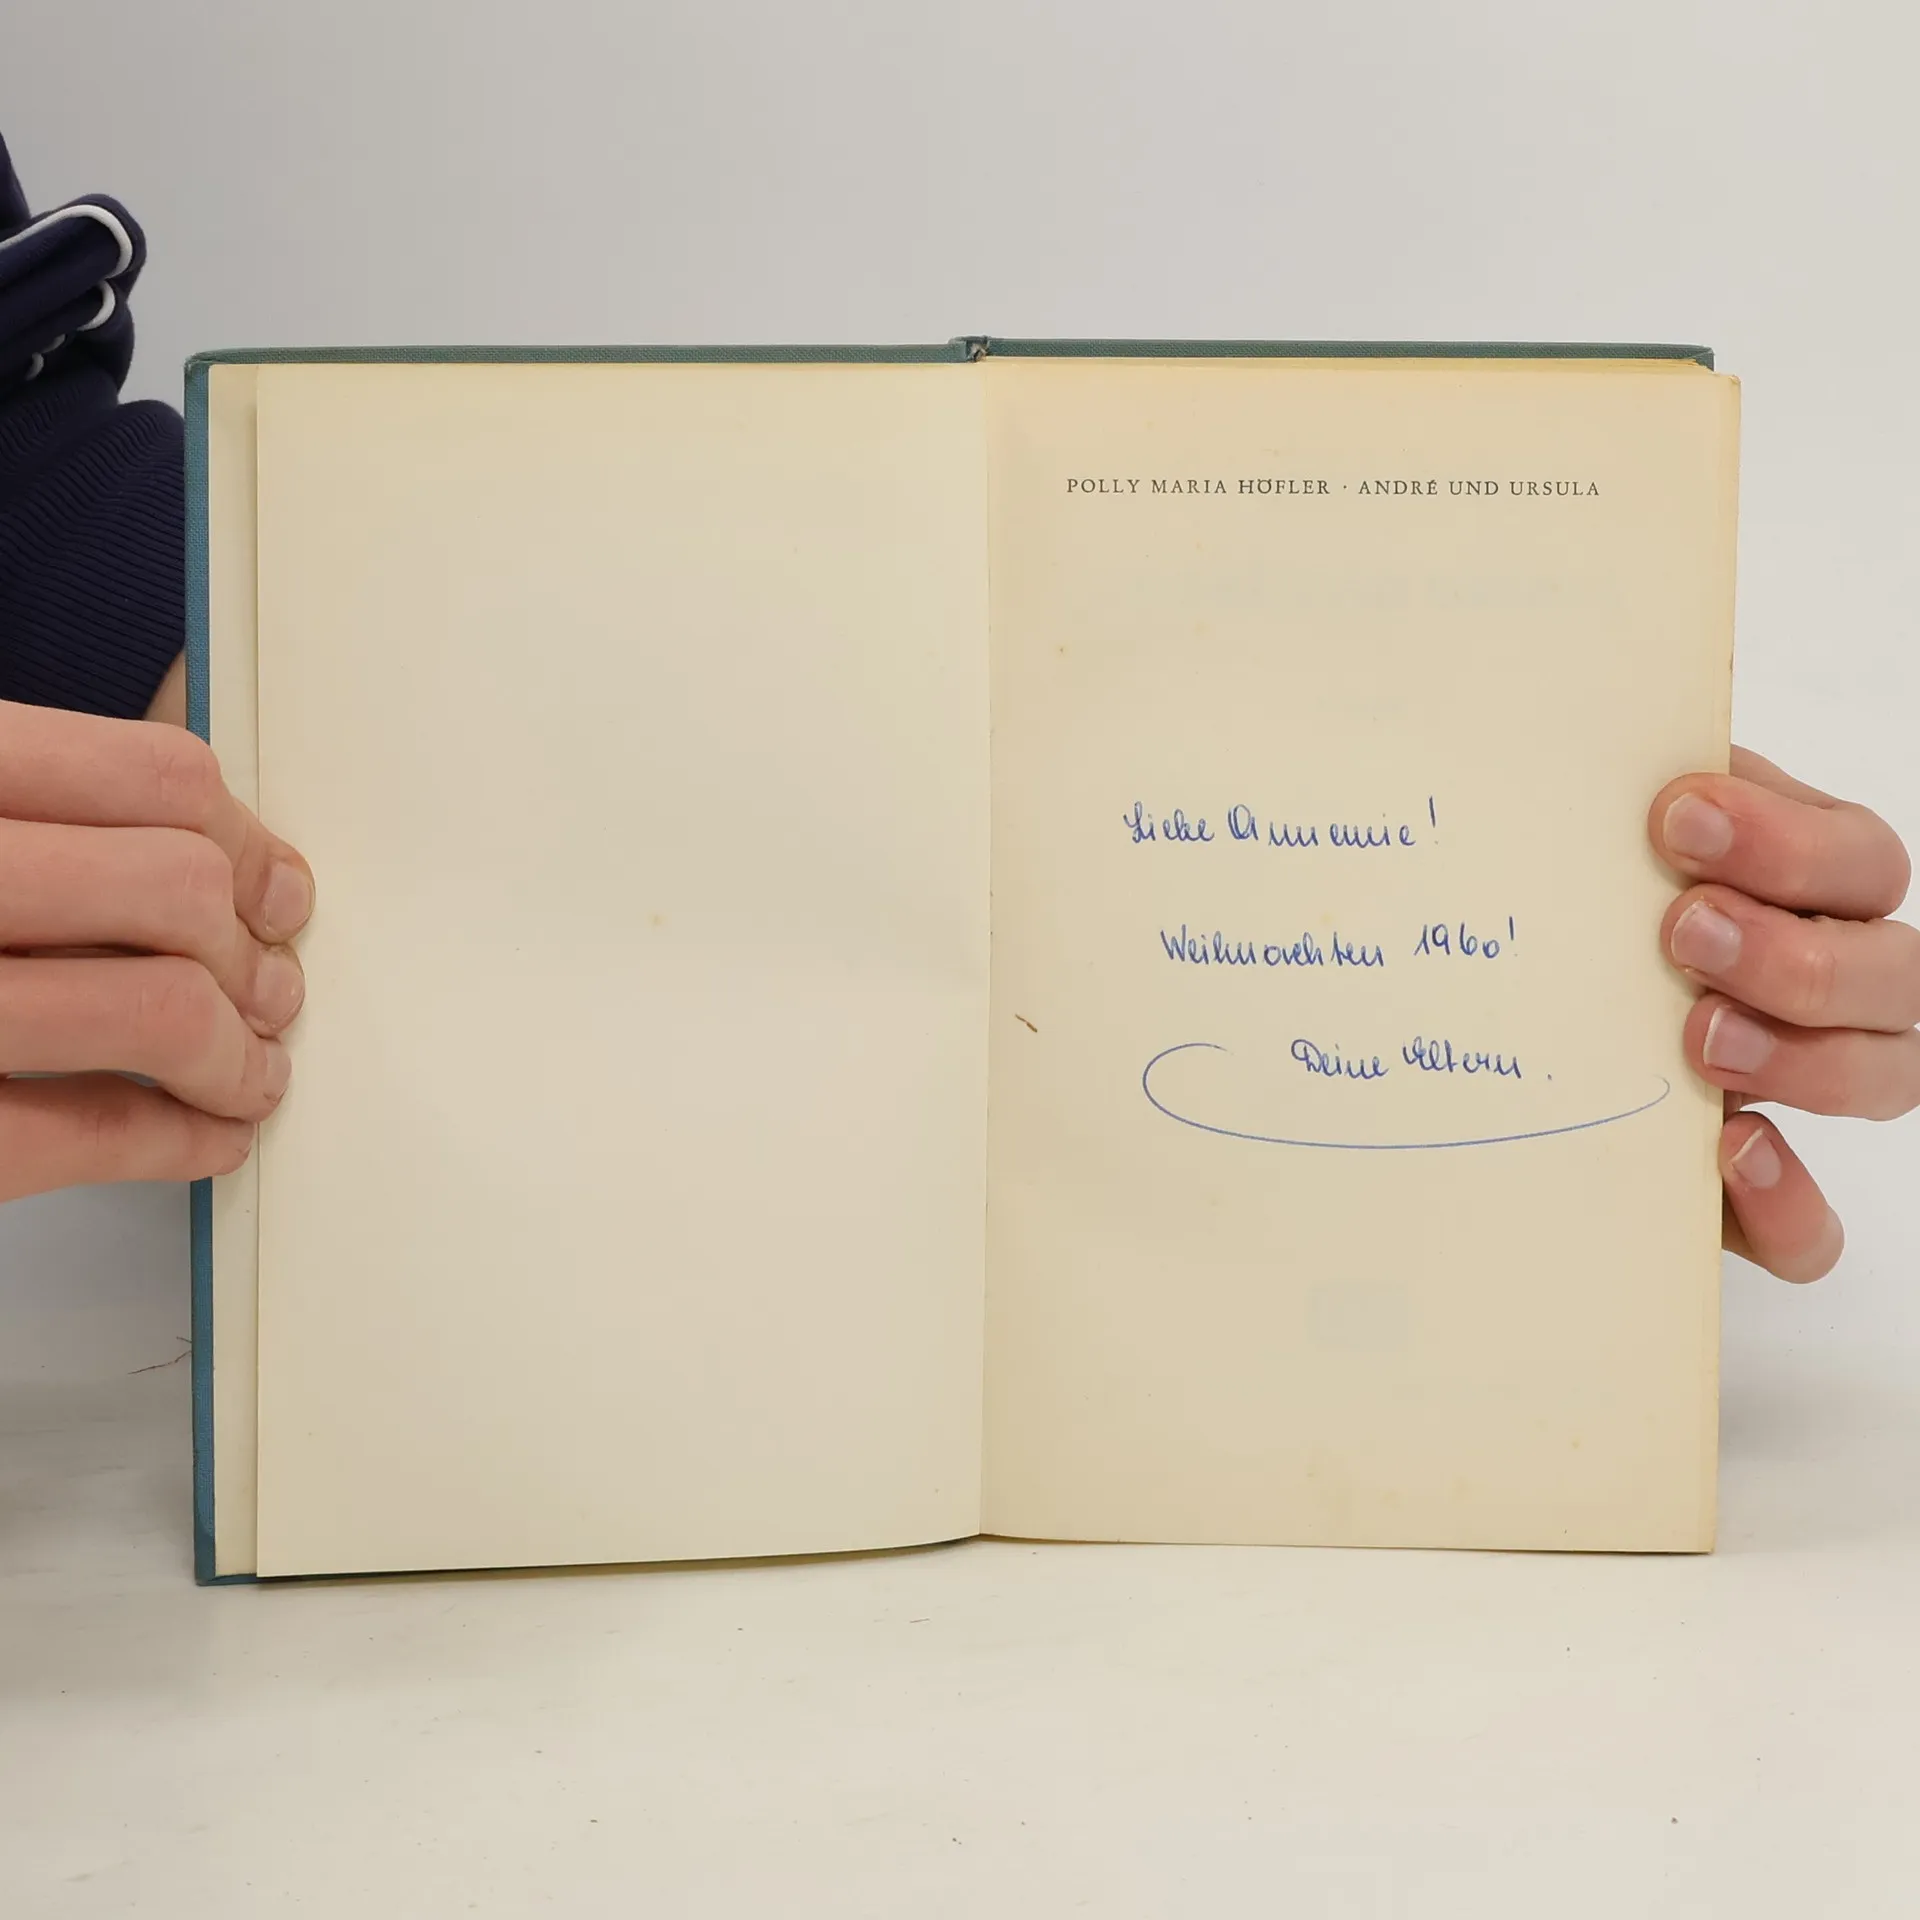 POLLY MARIA HÖFLER · ANDRÉ UND URSULA
Liebe Annemie!
Weihnachten 1960!
Deine Eltern.